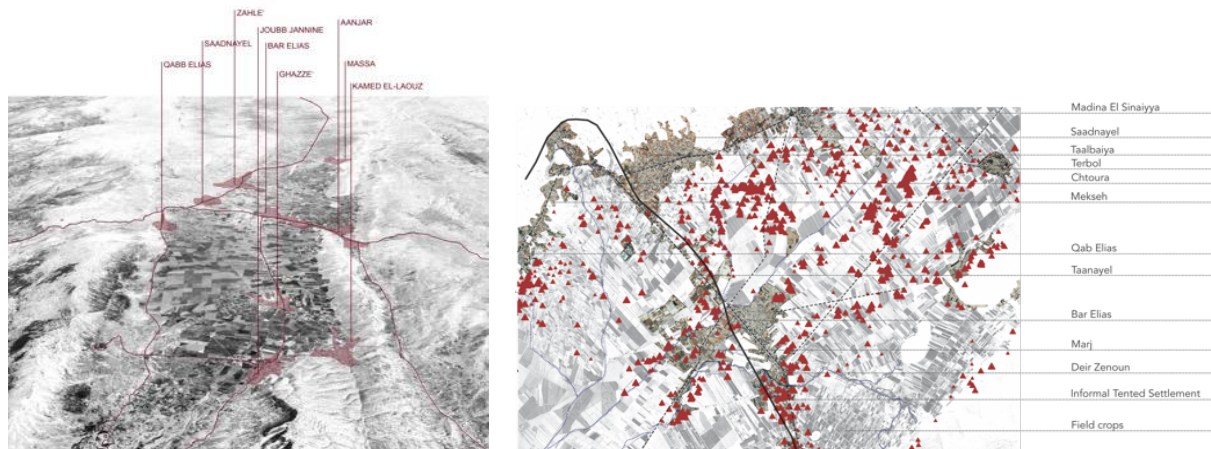 ZAHLE'
JOUBB JANNINE
AANJAR
SAADNAYEL
BAR ELIAS
QABB ELIAS
MASSA
GHAZZE'
KAMED EL-LAOUZ
Madina El Sinaiyya
Saadnayel
Taalbaiya
Terbol
Chtoura
Mekseh
Qab Elias
Taanayel
Bar Elias
Marj
Deir Zenoun
Informal Tented Settlement
Field crops